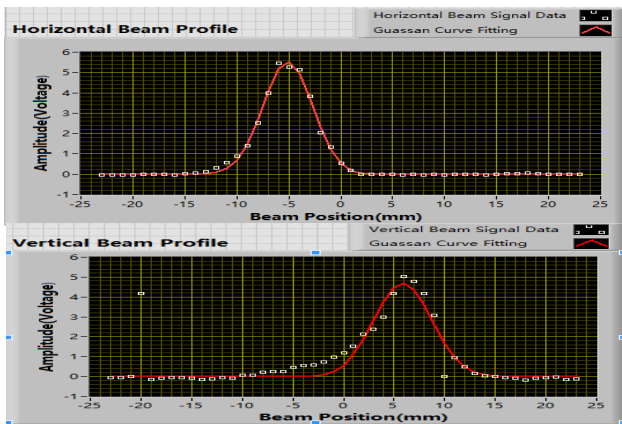 Horizontal Beam Profile
Horizontal Beam Signal Data
Guassan Curve Fitting
Amplitude(Voltage)
6
5
4
3
2
1
0
-1
-25 -20 -15 -10 -5 0 5 10 15 20 25
Beam Position(mm)
Vertical Beam Profile
Vertical Beam Signal Data
Guassan Curve Fitting
Amplitude(Voltage)
6
5
4
3
2
1
0
-1
-25 -20 -15 -10 -5 0 5 10 15 20 25
Beam Position(mm)